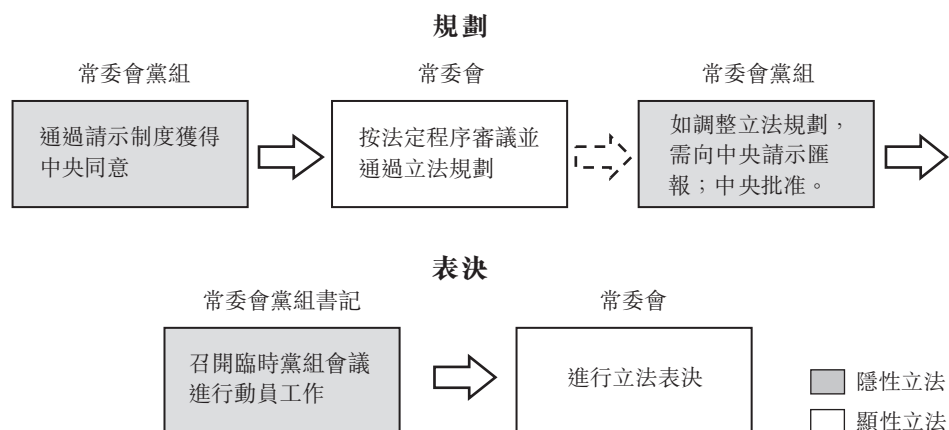 規劃
常委會黨組
常委會
常委會黨組
通過請示制度獲得
中央同意
按法定程序審議並
通過立法規劃
如調整立法規劃，
需向中央請示匯
報；中央批准。
表決
常委會黨組書記
常委會
召開臨時黨組會議
進行動員工作
進行立法表決
隱性立法
顯性立法